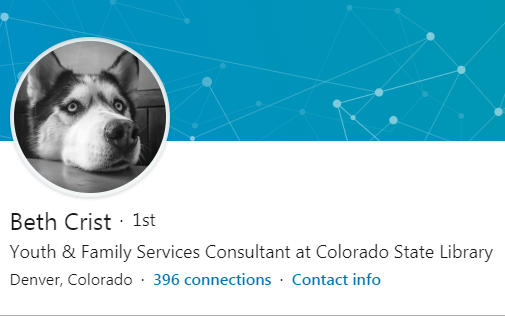 Beth Crist · 1st
Youth & Family Services Consultant at Colorado State Library
Denver, Colorado · 396 connections · Contact info